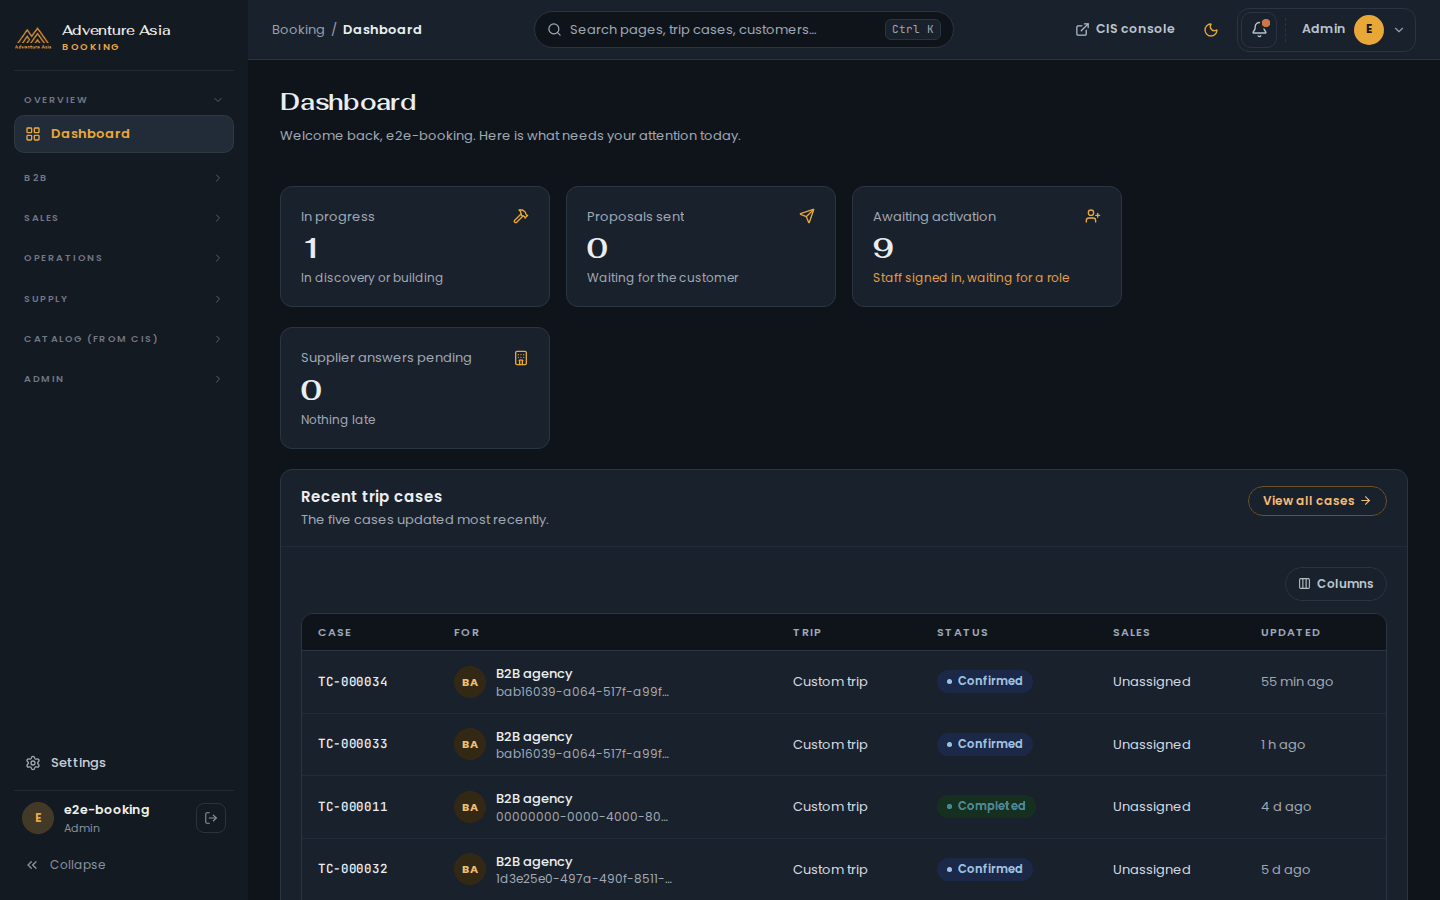 Adventure Asia
BOOKING
Adventure Asia
Booking / Dashboard
Search pages, trip cases, customers...
Ctrl K
CIS console
Admin
E
OVERVIEW
Dashboard
B2B
SALES
OPERATIONS
SUPPLY
CATALOG (FROM CIS)
ADMIN
Settings
E
e2e-booking
Admin
Collapse
Dashboard
Welcome back, e2e-booking. Here is what needs your attention today.
In progress
1
In discovery or building
Proposals sent
0
Waiting for the customer
Awaiting activation
9
Staff signed in, waiting for a role
Supplier answers pending
0
Nothing late
Recent trip cases
The five cases updated most recently.
View all cases
Columns
CASE FOR TRIP STATUS SALES UPDATED
TC-000034 BA B2B agency Custom trip Confirmed Unassigned 55 min ago
bab16039-a064-517f-a99f...
TC-000033 BA B2B agency Custom trip Confirmed Unassigned 1 h ago
bab16039-a064-517f-a99f...
TC-000011 BA B2B agency Custom trip Completed Unassigned 4 d ago
00000000-0000-4000-80...
TC-000032 BA B2B agency Custom trip Confirmed Unassigned 5 d ago
1d3e25e0-497a-490f-8511-...